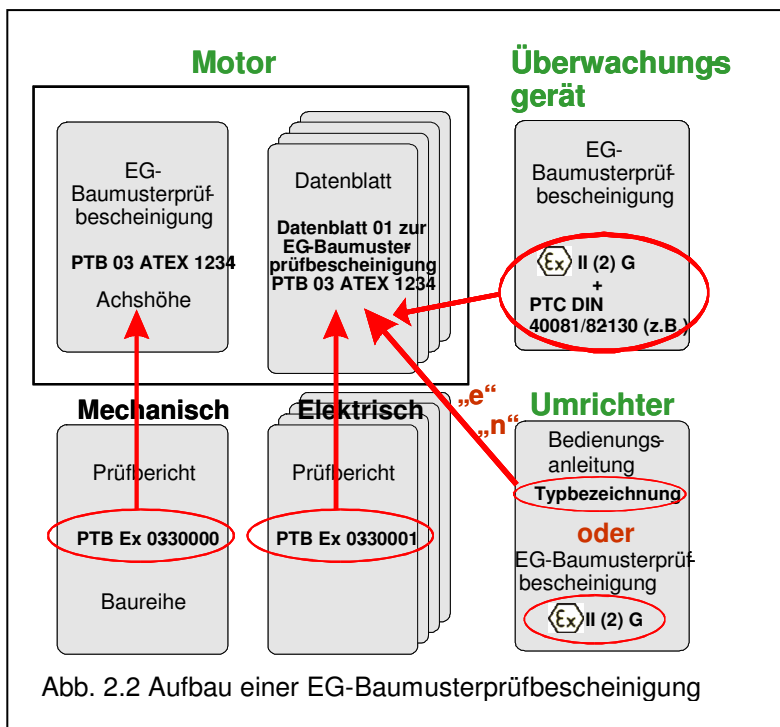 Motor
Überwachungs
gerät
EG-
Baumusterprüf-
bescheinigung
PTB 03 ATEX 1234
Achshöhe
Datenblatt
Datenblatt 01 zur
EG-Baumuster-
prüfbescheinigung
PTB 03 ATEX 1234
EG-
Baumusterprüf-
bescheinigung
Ex II (2) G
+
PTC DIN
40081/82130 (z.B.)
Mechanisch
Prüfbericht
PTB Ex 0330000
Baureihe
Elektrisch
Prüfbericht
PTB Ex 0330001
„e“
„n“
Umrichter
Bedienungs-
anleitung
Typbezeichnung
oder
EG-Baumusterprüf-
bescheinigung
Ex II (2) G
Abb. 2.2 Aufbau einer EG-Baumusterprüfbescheinigung